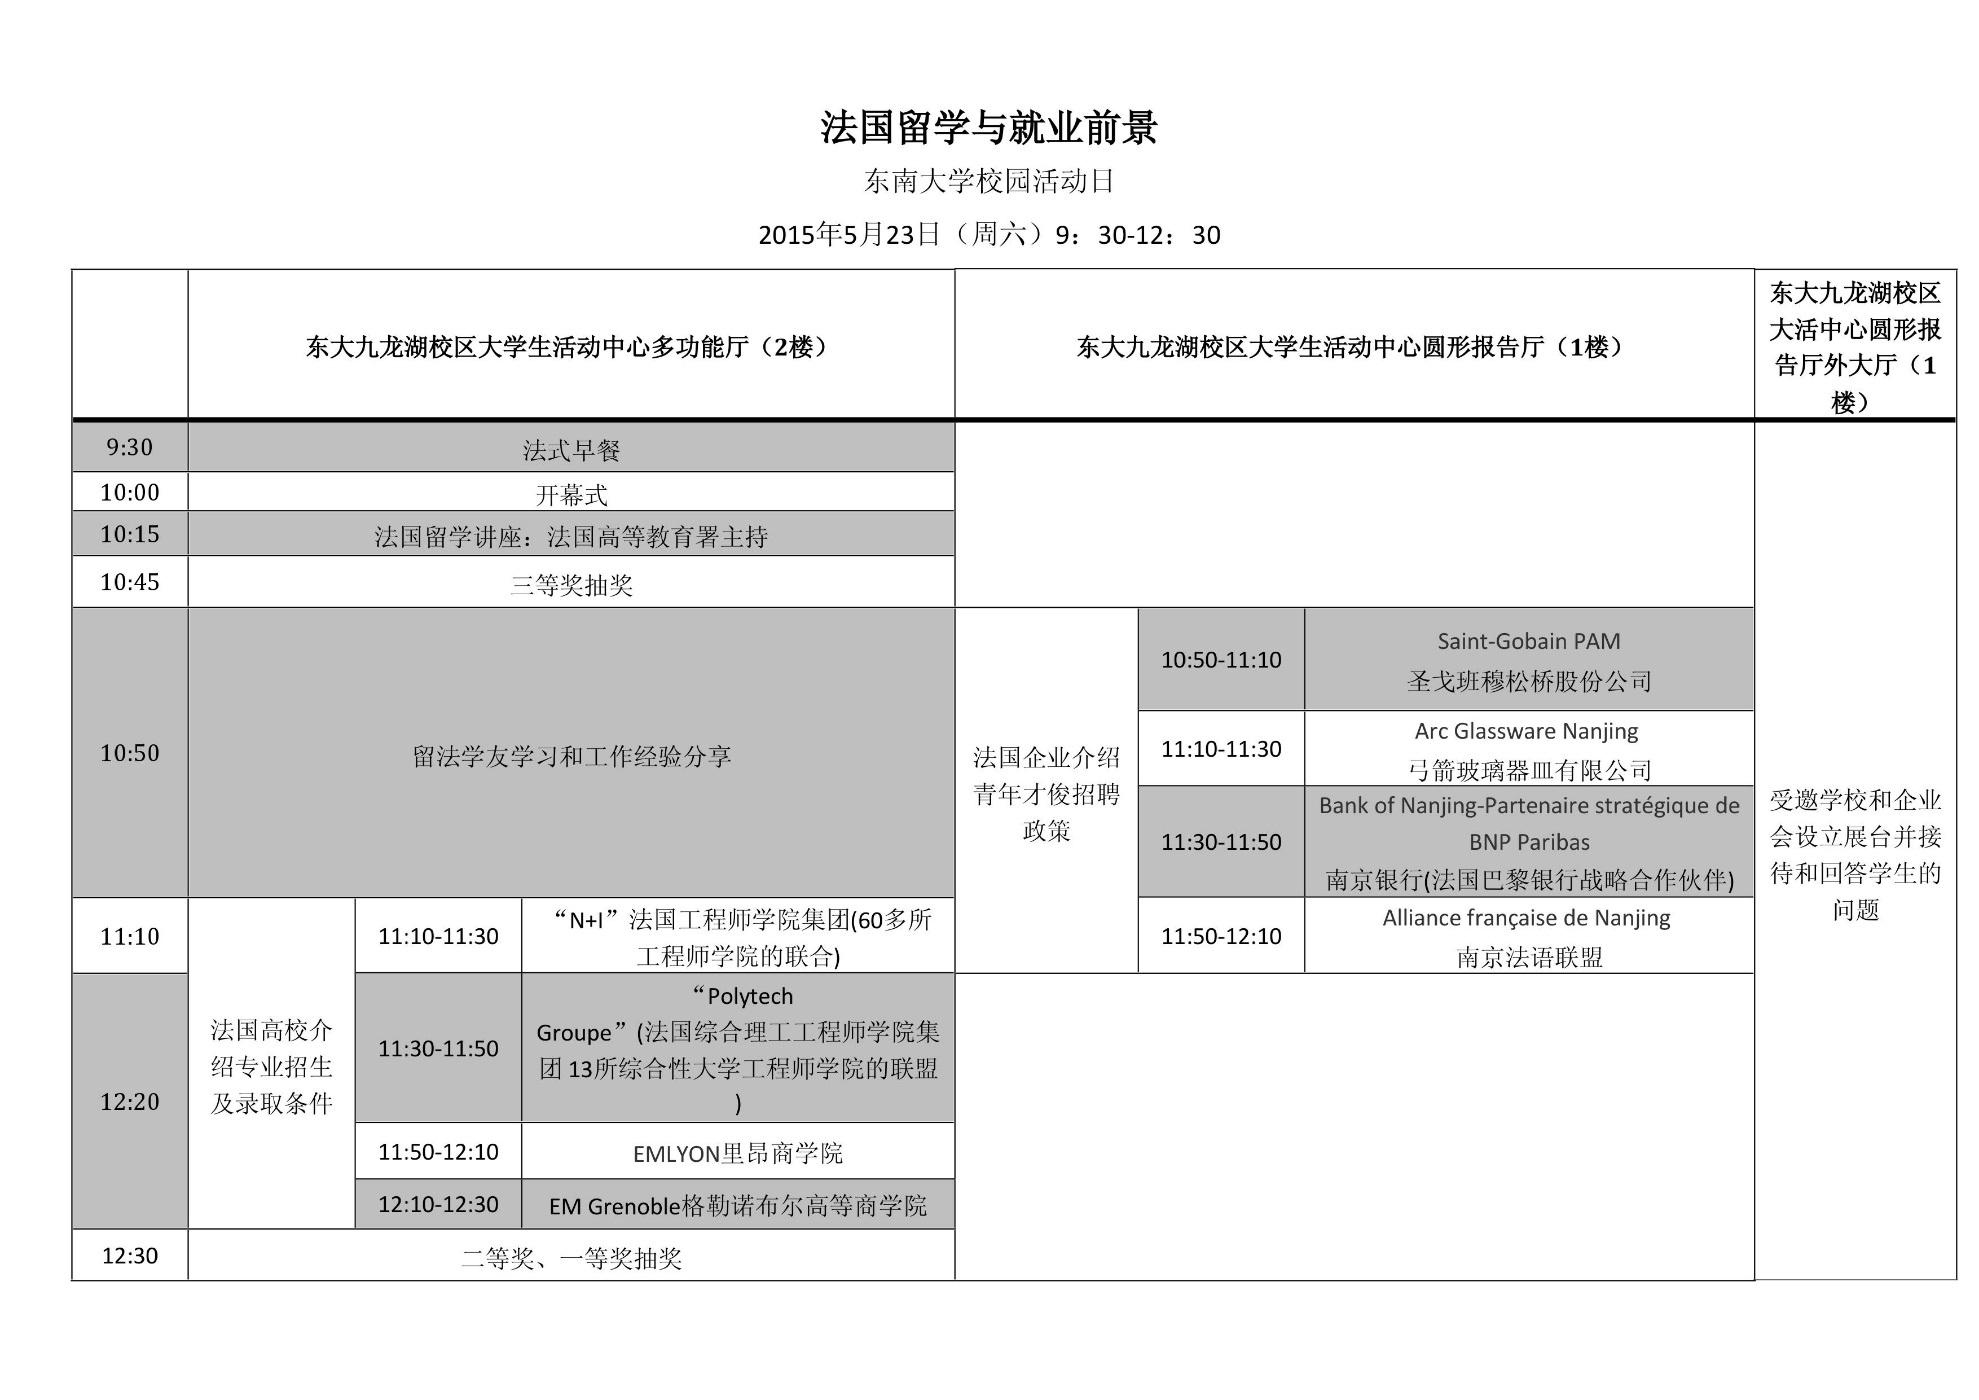 法国留学与就业前景
东南大学校园活动日
2015年5月23日（周六）9：30-12：30
东大九龙湖校区大学生活动中心多功能厅（2楼）
东大九龙湖校区大学生活动中心圆形报告厅（1楼）
东大九龙湖校区
大活中心圆形报
告厅外大厅（1
楼）
9:30
法式早餐
10:00
开幕式
10:15
法国留学讲座：法国高等教育署主持
10:45
三等奖抽奖
10:50
留法学友学习和工作经验分享
法国企业介绍
青年才俊招聘
政策
10:50-11:10
Saint-Gobain PAM
圣戈班穆松桥股份公司
11:10-11:30
Arc Glassware Nanjing
弓箭玻璃器皿有限公司
11:30-11:50
Bank of Nanjing-Partenaire stratégique de
BNP Paribas
南京银行(法国巴黎银行战略合作伙伴)
11:50-12:10
Alliance française de Nanjing
南京法语联盟
受邀学校和企业
会设立展台并接
待和回答学生的
问题
11:10
12:20
法国高校介
绍专业招生
及录取条件
11:10-11:30
“N+I”法国工程师学院集团(60多所
工程师学院的联合)
11:30-11:50
“Polytech
Groupe”(法国综合理工工程师学院集
团 13所综合性大学工程师学院的联盟
)
11:50-12:10
EMLYON里昂商学院
12:10-12:30
EM Grenoble格勒诺布尔高等商学院
12:30
二等奖、一等奖抽奖